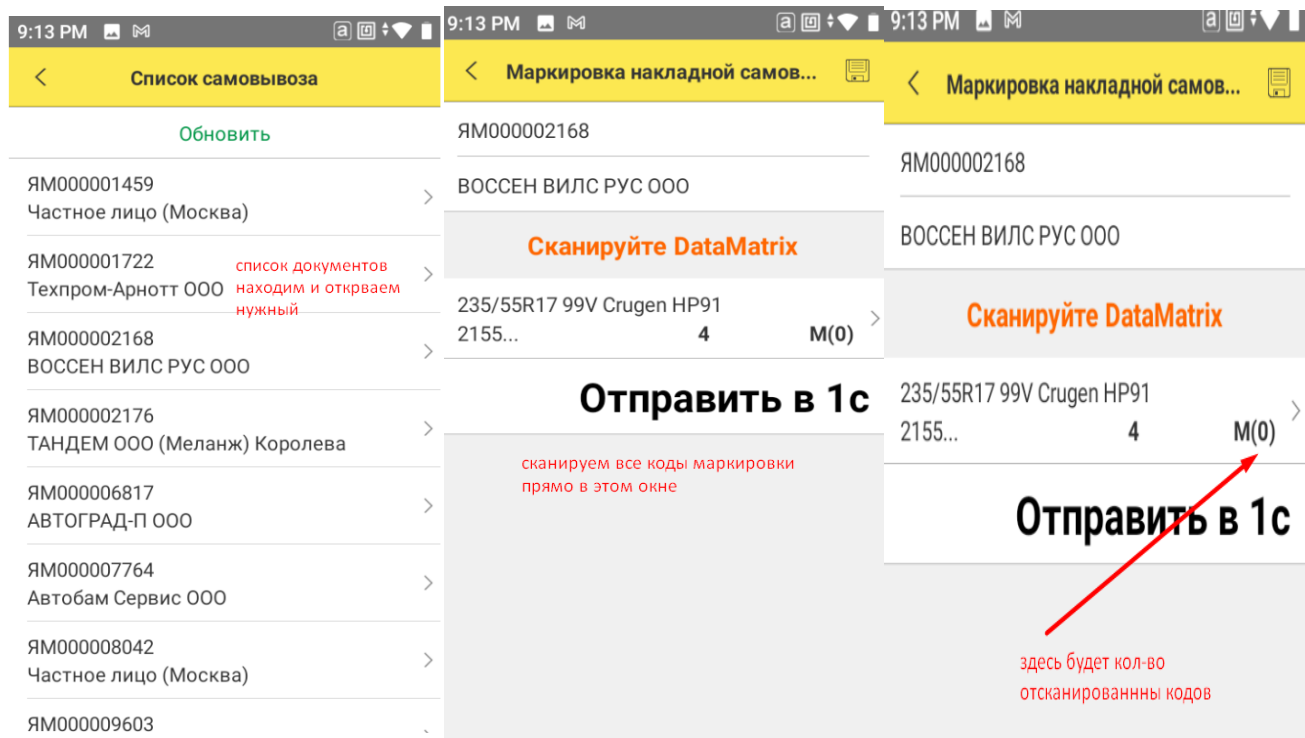 9:13 PM
Список самовывоза
Обновить
ЯМ000001459
Частное лицо (Москва)
ЯМ000001722
Техпром-Арнотт ООО
список документов
находим и открваем
нужный
ЯМ000002168
ВОССЕН ВИЛС РУС ООО
ЯМ000002176
ТАНДЕМ ООО (Меланж) Королева
ЯМ000006817
АВТОГРАД-П ООО
ЯМ000007764
Автобам Сервис ООО
ЯМ000008042
Частное лицо (Москва)
ЯМ000009603
9:13 PM
Маркировка накладной самов...
ЯМ000002168
ВОССЕН ВИЛС РУС ООО
Сканируйте DataMatrix
235/55R17 99V Crugen HP91
2155... 4 М(0)
Отправить в 1с
сканируем все коды маркировки
прямо в этом окне
9:13 PM
Маркировка накладной самов...
ЯМ000002168
ВОССЕН ВИЛС РУС ООО
Сканируйте DataMatrix
235/55R17 99V Crugen HP91
2155... 4 М(0)
Отправить в 1с
здесь будет кол-во
отсканированнны кодов